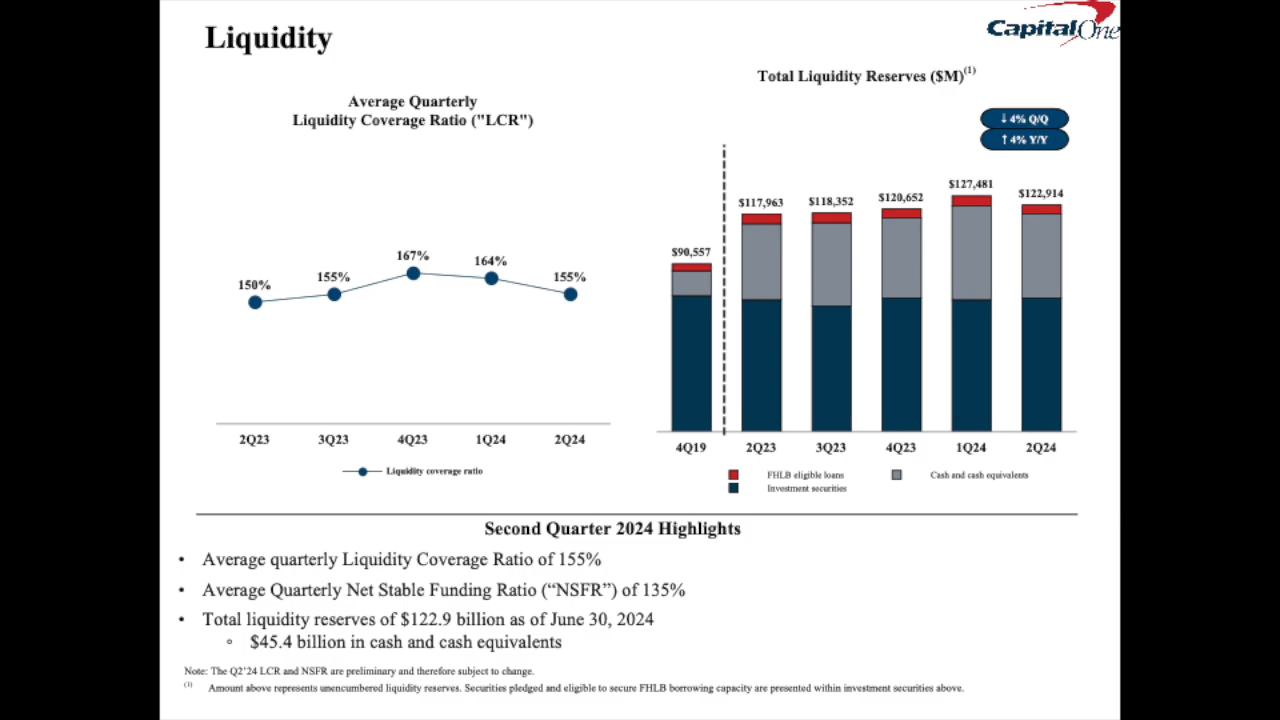 Liquidity
CapitalOne
Average Quarterly
Liquidity Coverage Ratio ("LCR")
150%
155%
167%
164%
155%
2Q23
3Q23
4Q23
1Q24
2Q24
Liquidity coverage ratio
Total Liquidity Reserves ($M)(1)
↓ 4% Q/Q
↑ 4% Y/Y
$90,557
$117,963
$118,352
$120,652
$127,481
$122,914
4Q19
2Q23
3Q23
4Q23
1Q24
2Q24
FHLB eligible loans
Cash and cash equivalents
Investment securities
Second Quarter 2024 Highlights
• Average quarterly Liquidity Coverage Ratio of 155%
• Average Quarterly Net Stable Funding Ratio (“NSFR”) of 135%
• Total liquidity reserves of $122.9 billion as of June 30, 2024
◦ $45.4 billion in cash and cash equivalents
Note: The Q2’24 LCR and NSFR are preliminary and therefore subject to change.
(1) Amount above represents unencumbered liquidity reserves. Securities pledged and eligible to secure FHLB borrowing capacity are presented within investment securities above.